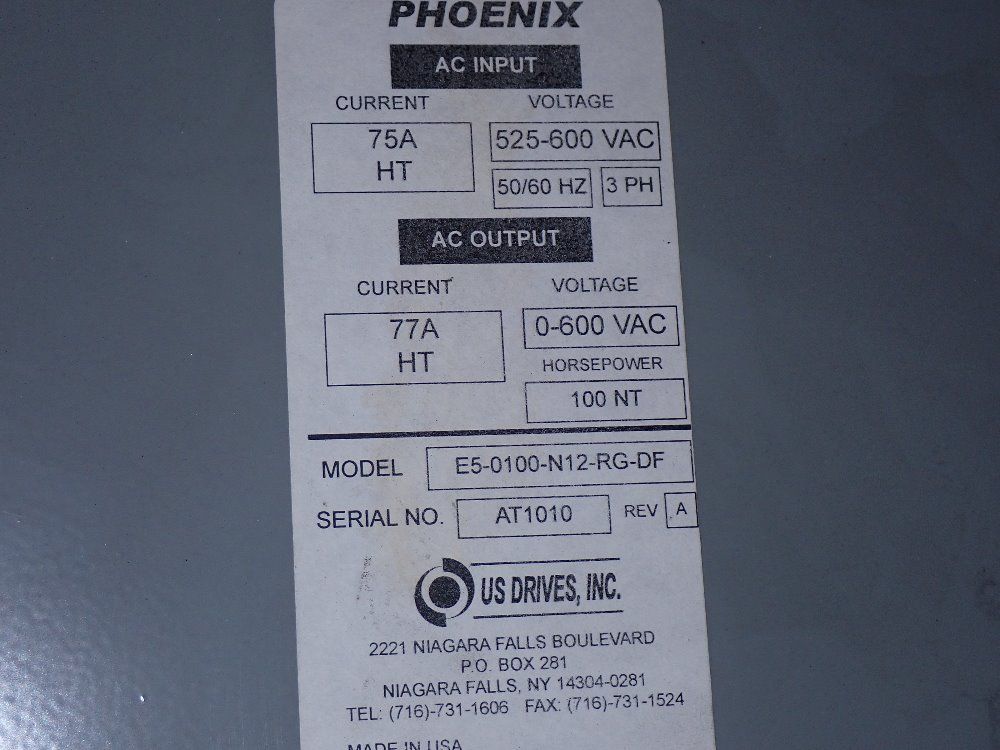 PHOENIX
AC INPUT
CURRENT VOLTAGE
75A 525-600 VAC
HT 50/60 HZ 3 PH
AC OUTPUT
CURRENT VOLTAGE
77A 0-600 VAC
HT HORSEPOWER
100 NT
MODEL E5-0100-N12-RG-DF
SERIAL NO. AT1010 REV A
US DRIVES, INC.
2221 NIAGARA FALLS BOULEVARD
P.O. BOX 281
NIAGARA FALLS, NY 14304-0281
TEL: (716)-731-1606 FAX: (716)-731-1524
MADE IN USA